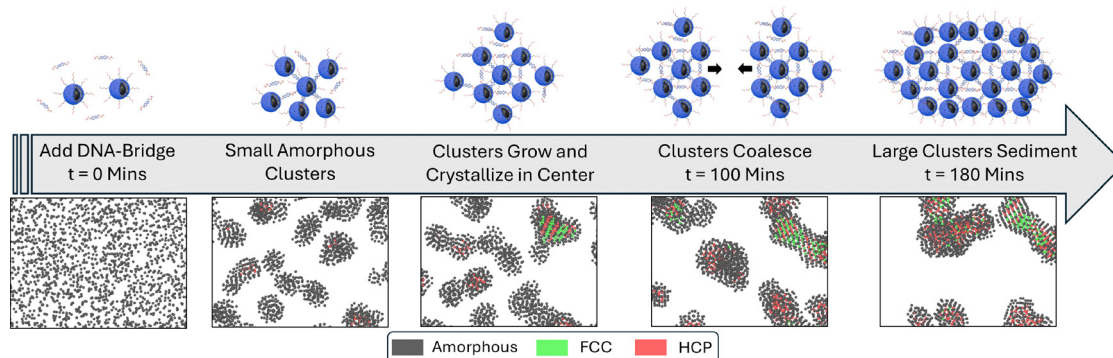 Add DNA-Bridge
t = 0 Mins
Small Amorphous
Clusters
Clusters Grow and
Crystallize in Center
Clusters Coalesce
t = 100 Mins
Large Clusters Sediment
t = 180 Mins
Amorphous
FCC
HCP